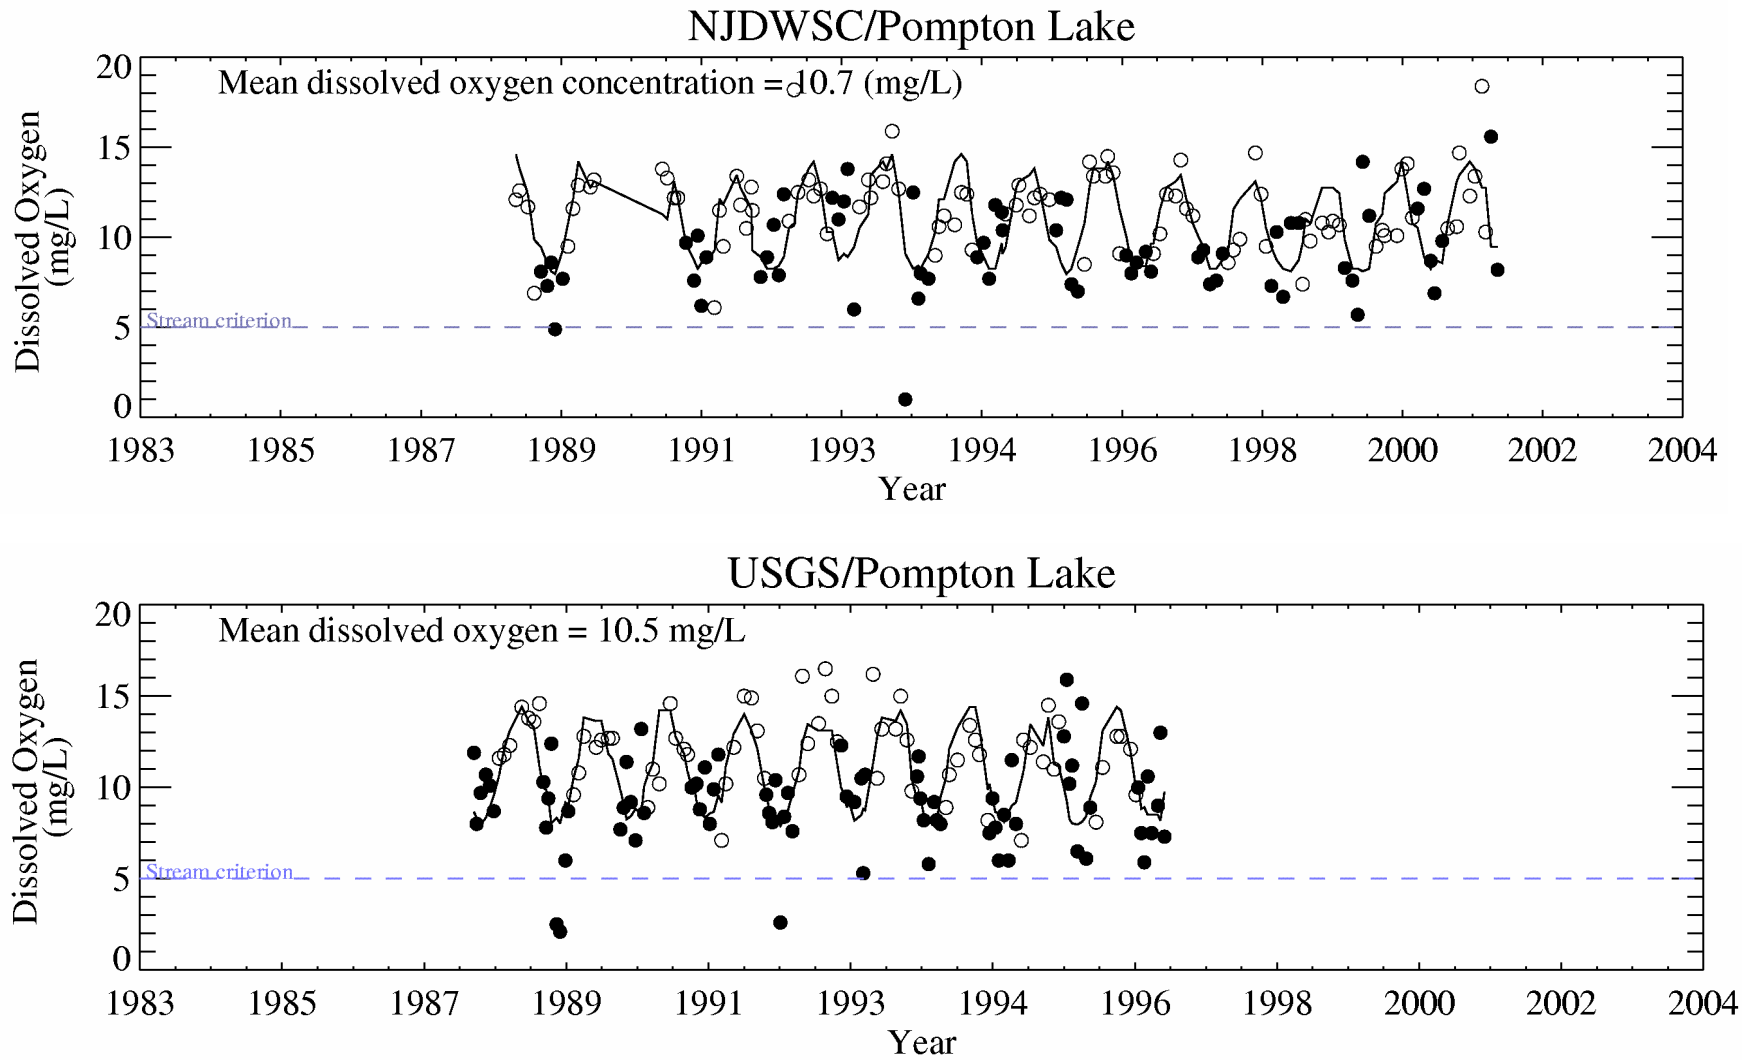 NJDWSC/Pompton Lake
Mean dissolved oxygen concentration = 10.7 (mg/L)
Dissolved Oxygen
(mg/L)
20
15
10
5
0
Stream criterion
1983 1985 1987 1989 1991 1993 1994 1996 1998 2000 2002 2004
Year
USGS/Pompton Lake
Mean dissolved oxygen = 10.5 mg/L
Dissolved Oxygen
(mg/L)
20
15
10
5
0
Stream criterion
1983 1985 1987 1989 1991 1993 1994 1996 1998 2000 2002 2004
Year